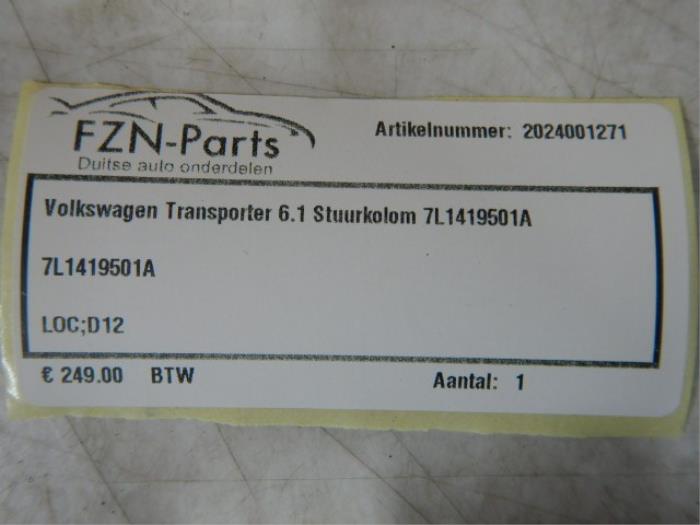 FZN-Parts
Duitse auto onderdelen
Artikelnummer: 2024001271
Volkswagen Transporter 6.1 Stuurkolom 7L1419501A
7L1419501A
LOC;D12
€ 249.00 BTW Aantal: 1